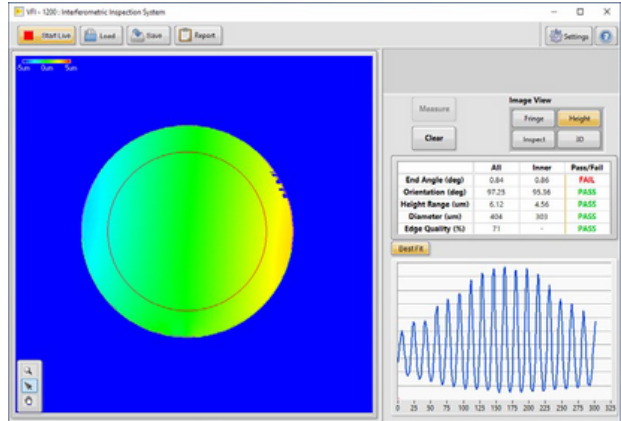 VFI - 1200 : Interferometric Inspection System
Start Live Load Save Report Settings
-5um 0um 5um
Measure
Clear
Image View
Fringe Height
Inspect 3D
All Inner Pass/Fail
End Angle (deg) 0.84 0.86 FAIL
Orientation (deg) 97.25 95.36 PASS
Height Range (um) 6.12 4.56 PASS
Diameter (um) 404 303 PASS
Edge Quality (%) 71 - PASS
Best Fit
0 25 50 75 100 125 150 175 200 225 250 275 300 325